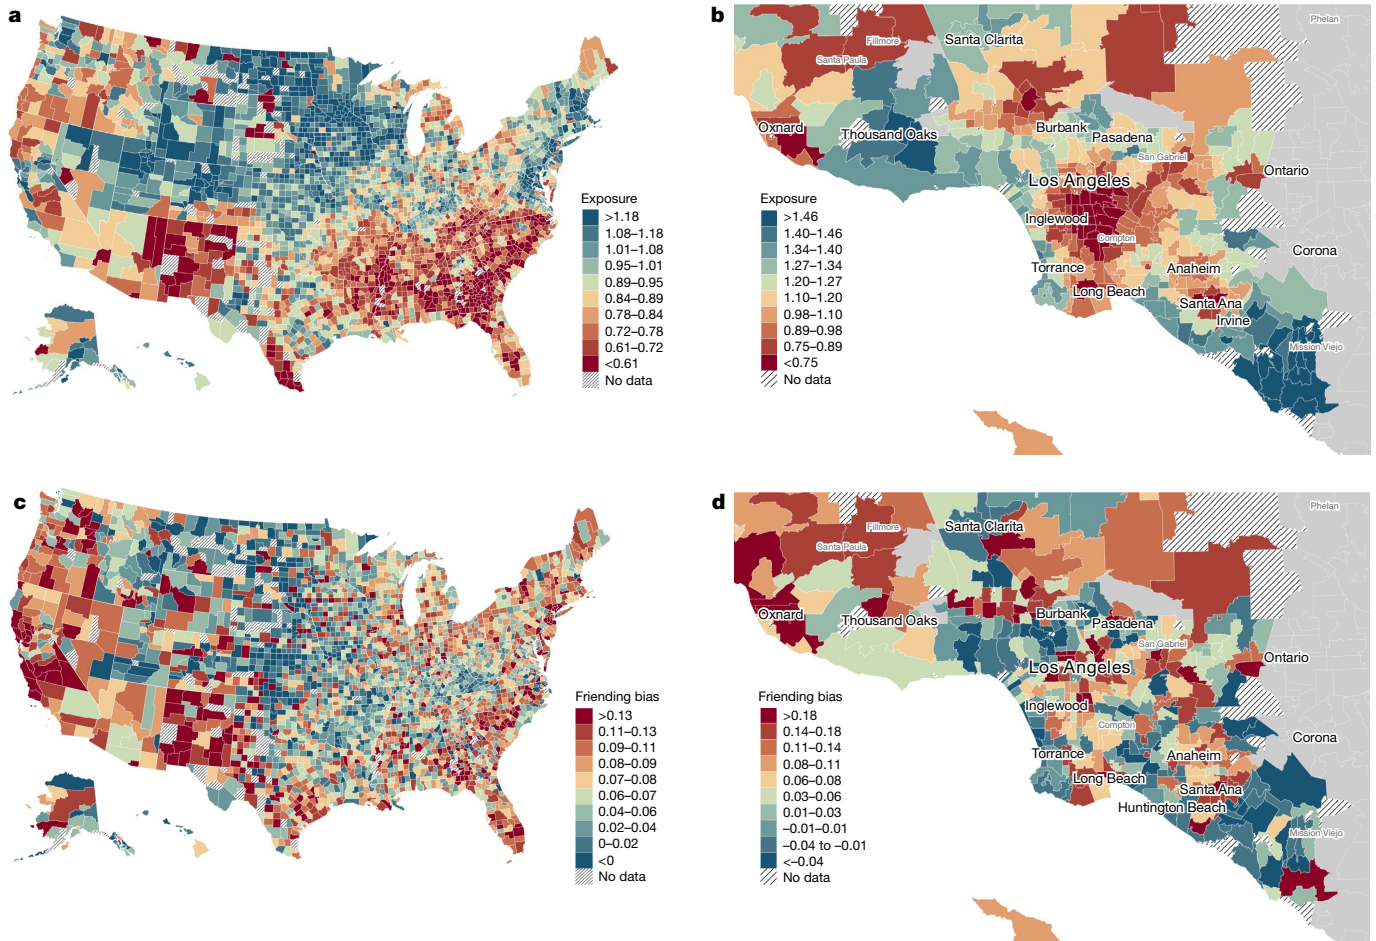 a
Exposure
>1.18
1.08–1.18
1.01–1.08
0.95–1.01
0.89–0.95
0.84–0.89
0.78–0.84
0.72–0.78
0.61–0.72
<0.61
No data
b
Phelan
Fillmore
Santa Clarita
Santa Paula
Oxnard
Thousand Oaks
Burbank
Pasadena
San Gabriel
Ontario
Los Angeles
Inglewood
Compton
Corona
Torrance
Anaheim
Long Beach
Santa Ana
Irvine
Mission Viejo
Exposure
>1.46
1.40–1.46
1.34–1.40
1.27–1.34
1.20–1.27
1.10–1.20
0.98–1.10
0.89–0.98
0.75–0.89
<0.75
No data
c
Friending bias
>0.13
0.11–0.13
0.09–0.11
0.08–0.09
0.07–0.08
0.06–0.07
0.04–0.06
0.02–0.04
0–0.02
<0
No data
d
Phelan
Fillmore
Santa Clarita
Santa Paula
Oxnard
Thousand Oaks
Burbank
Pasadena
San Gabriel
Ontario
Los Angeles
Inglewood
Compton
Corona
Torrance
Anaheim
Long Beach
Santa Ana
Huntington Beach
Mission Viejo
Friending bias
>0.18
0.14–0.18
0.11–0.14
0.08–0.11
0.06–0.08
0.03–0.06
0.01–0.03
–0.01–0.01
–0.04 to –0.01
<–0.04
No data